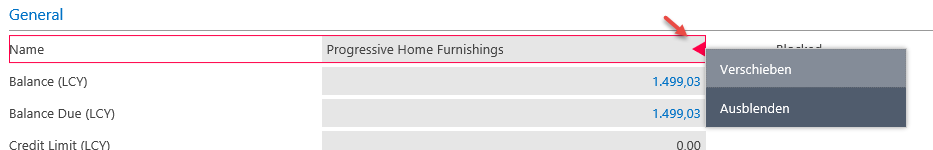 General
Name
Progressive Home Furnishings
Blocked
Verschieben
Balance (LCY)
1.499,03
Balance Due (LCY)
1.499,03
Ausblenden
Credit Limit (LCY)
0,00